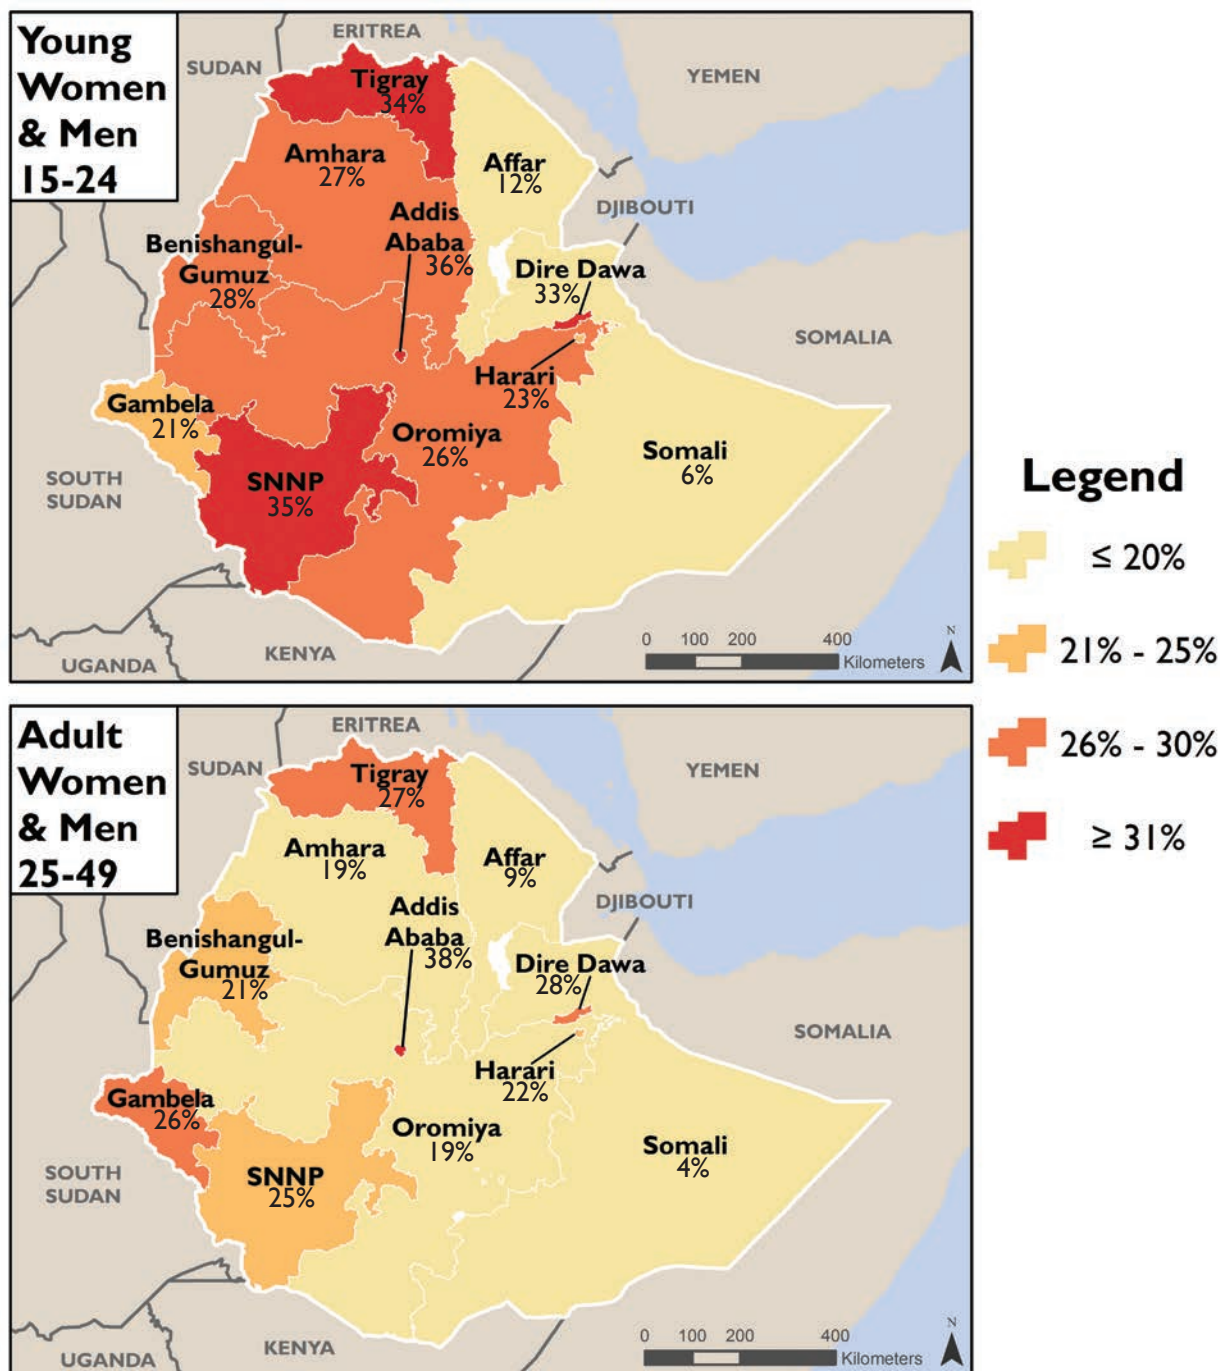 Young
Women
& Men
15-24
ERITREA
SUDAN
YEMEN
Tigray
34%
Amhara
27%
Affar
12%
DJIBOUTI
Addis
Ababa
36%
Benishangul-
Gumuz
28%
Dire Dawa
33%
SOMALIA
Harari
23%
Gambela
21%
Oromiya
26%
Somali
6%
SNNP
35%
SOUTH
SUDAN
UGANDA
KENYA
0 100 200 400
Kilometers
N
Legend
≤ 20%
21% - 25%
26% - 30%
≥ 31%
Adult
Women
& Men
25-49
ERITREA
SUDAN
YEMEN
Tigray
27%
Amhara
19%
Affar
9%
DJIBOUTI
Addis
Ababa
38%
Benishangul-
Gumuz
21%
Dire Dawa
28%
SOMALIA
Harari
22%
Gambela
26%
Oromiya
19%
Somali
4%
SNNP
25%
SOUTH
SUDAN
UGANDA
KENYA
0 100 200 400
Kilometers
N